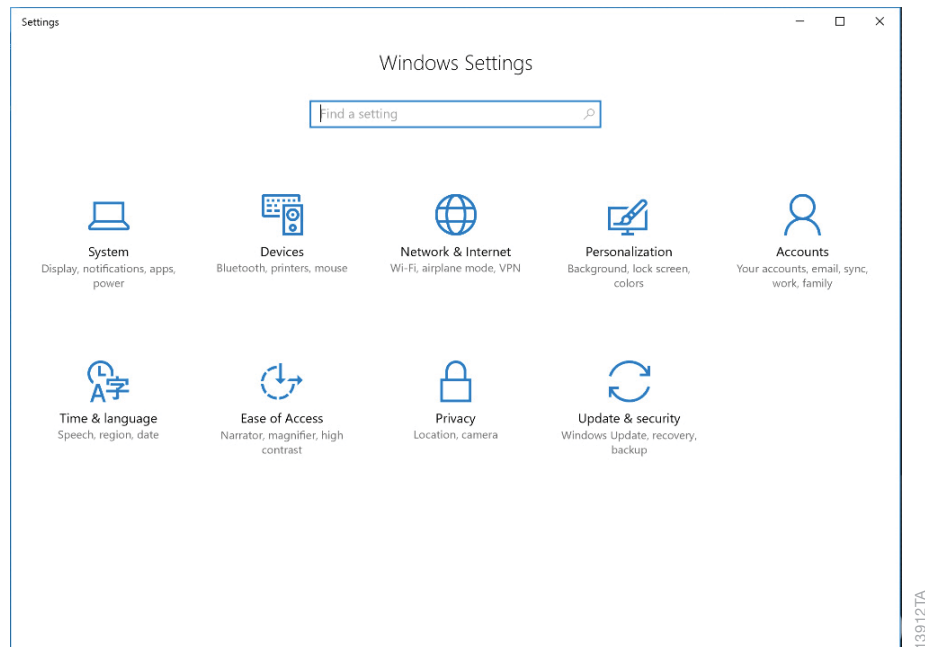 Settings
Windows Settings
Find a setting
System
Display, notifications, apps,
power
Devices
Bluetooth, printers, mouse
Network & Internet
Wi-Fi, airplane mode, VPN
Personalization
Background, lock screen,
colors
Accounts
Your accounts, email, sync,
work, family
A字
Time & language
Speech, region, date
Ease of Access
Narrator, magnifier, high
contrast
Privacy
Location, camera
Update & security
Windows Update, recovery,
backup
13912TA